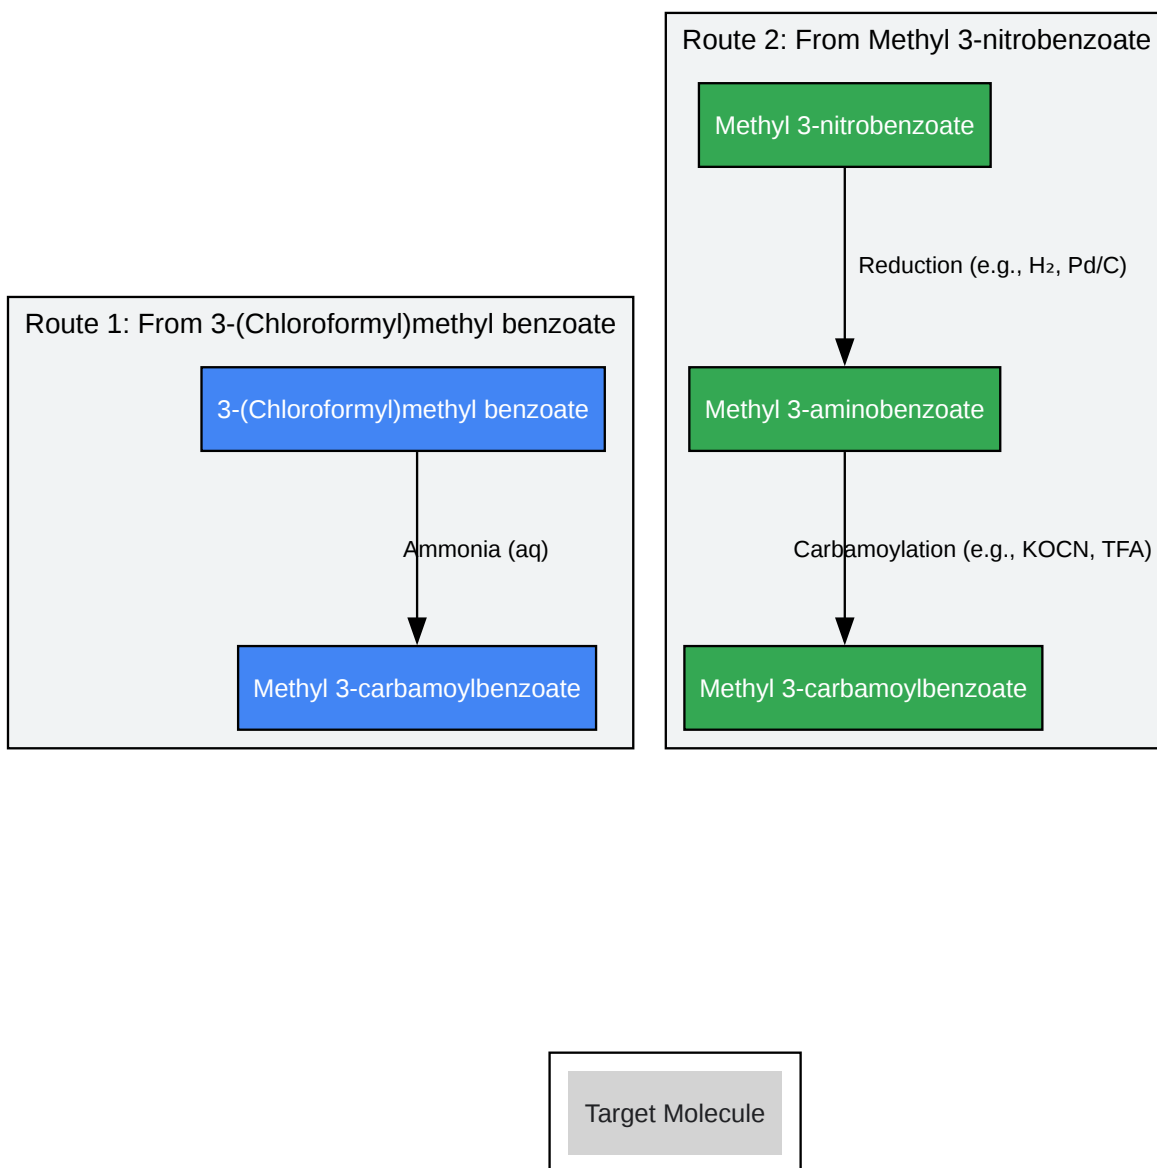 Route 2: From Methyl 3-nitrobenzoate
Methyl 3-nitrobenzoate
Reduction (e.g., H₂, Pd/C)
Route 1: From 3-(Chloroformyl)methyl benzoate
3-(Chloroformyl)methyl benzoate
Methyl 3-aminobenzoate
Ammonia (aq)
Carbamoylation (e.g., KOCN, TFA)
Methyl 3-carbamoylbenzoate
Methyl 3-carbamoylbenzoate
Target Molecule